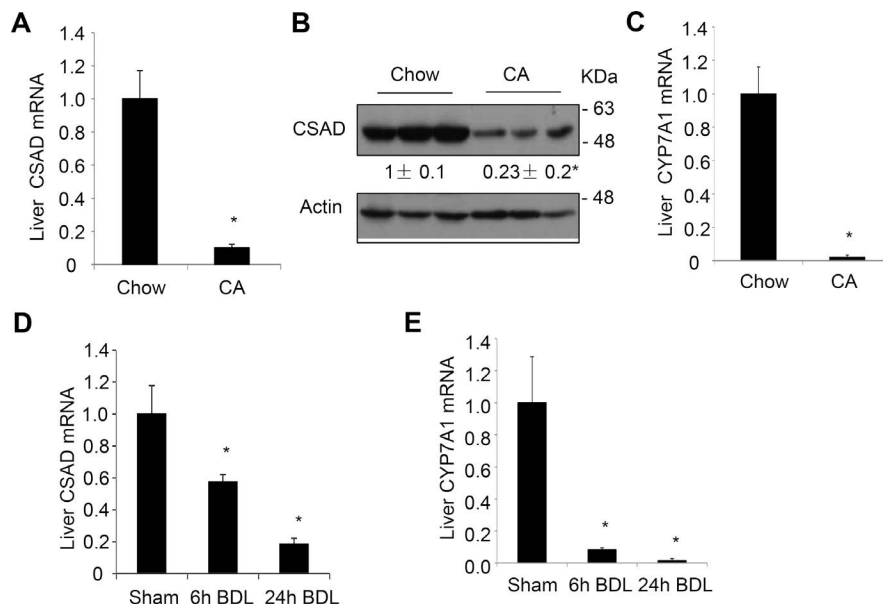 A
Liver CSAD mRNA
1.4
1.2
1.0
0.8
0.6
0.4
0.2
0
*
Chow CA
B
Chow CA KDa
CSAD
- 63
- 48
1 ± 0.1 0.23 ± 0.2*
Actin
- 48
C
Liver CYP7A1 mRNA
1.4
1.2
1.0
0.8
0.6
0.4
0.2
0
*
Chow CA
D
Liver CSAD mRNA
1.4
1.2
1.0
0.8
0.6
0.4
0.2
0
*
*
Sham 6h BDL 24h BDL
E
Liver CYP7A1 mRNA
1.4
1.2
1.0
0.8
0.6
0.4
0.2
0.0
*
*
Sham 6h BDL 24h BDL